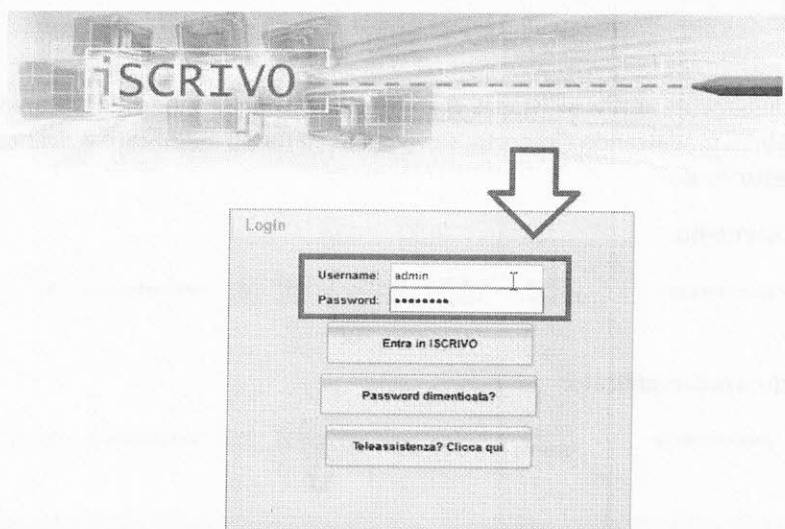 iSCRIVO
Login
Username: admin
Password: ••••••••
Entra in ISCRIVO
Password dimenticata?
Teleassistenza? Clicca qui